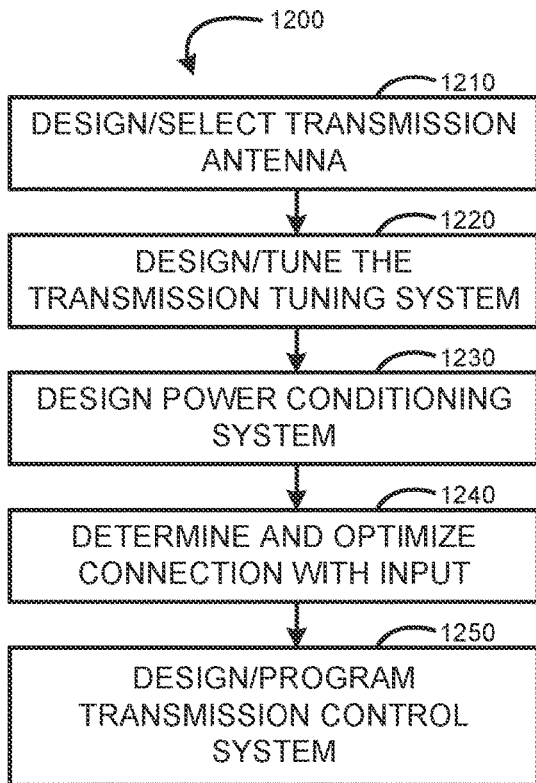 1200
1210
DESIGN/SELECT TRANSMISSION
ANTENNA
1220
DESIGN/TUNE THE
TRANSMISSION TUNING SYSTEM
1230
DESIGN POWER CONDITIONING
SYSTEM
1240
DETERMINE AND OPTIMIZE
CONNECTION WITH INPUT
1250
DESIGN/PROGRAM
TRANSMISSION CONTROL
SYSTEM